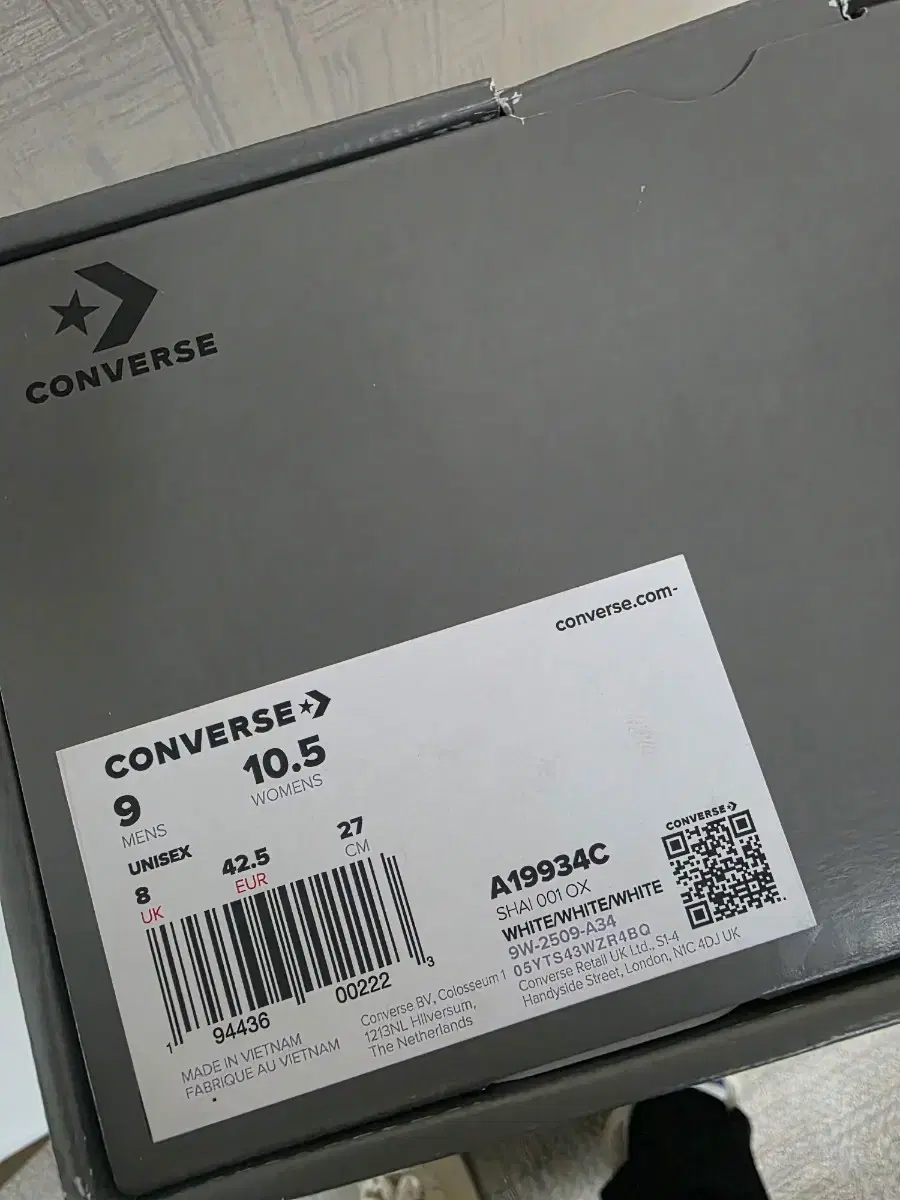 CONVERSE
converse.com-
CONVERSE
9
MENS
10.5
WOMENS
UNISEX
8
UK
42.5
EUR
27
CM
1 94436 00222 3
MADE IN VIETNAM
FABRIQUE AU VIETNAM
Converse BV, Colosseum 1
1213NL Hilversum,
The Netherlands
CONVERSE
A19934C
SHAI 001 OX
WHITE/WHITE/WHITE
9W-2509-A34
05YTS43WZR4BQ
Converse Retail UK Ltd., S1-4
Handyside Street, London, N1C 4DJ UK